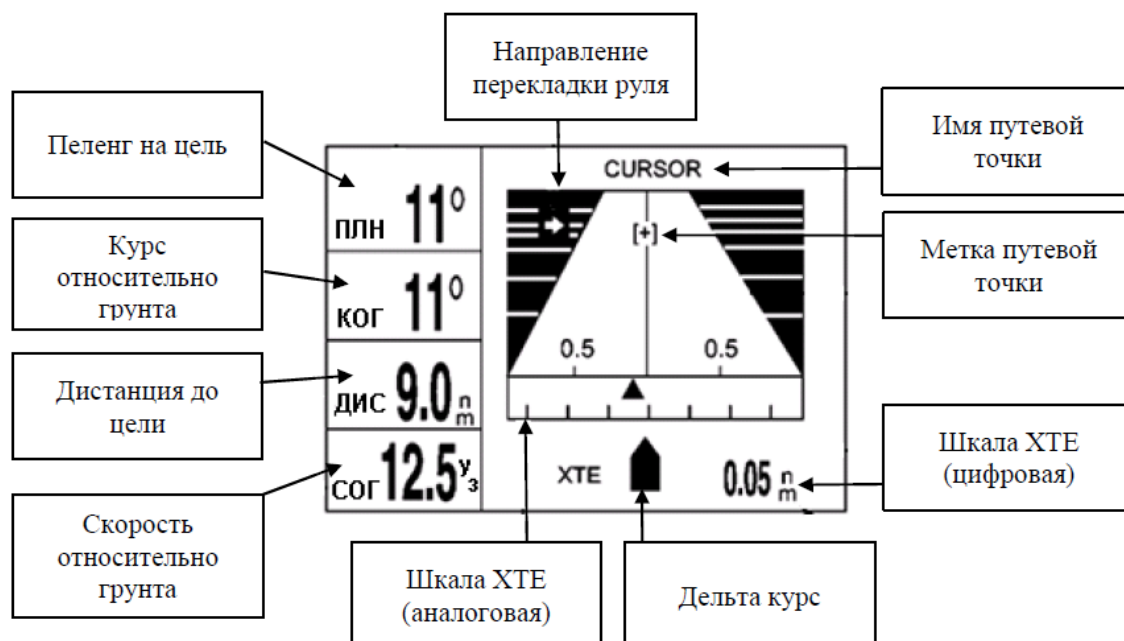 Направление
перекладки руля
Пеленг на цель
Имя путевой
точки
CURSOR
ПЛН 11°
[+]
Метка путевой
точки
Курс
относительно
грунта
КОГ 11°
0.5 0.5
Дистанция до
цели
ДИС 9.0 n
m
Шкала XTE
(цифровая)
СОГ 12.5 у
з
XTE 0.05 n
m
Скорость
относительно
грунта
Шкала XTE
(аналоговая)
Дельта курс